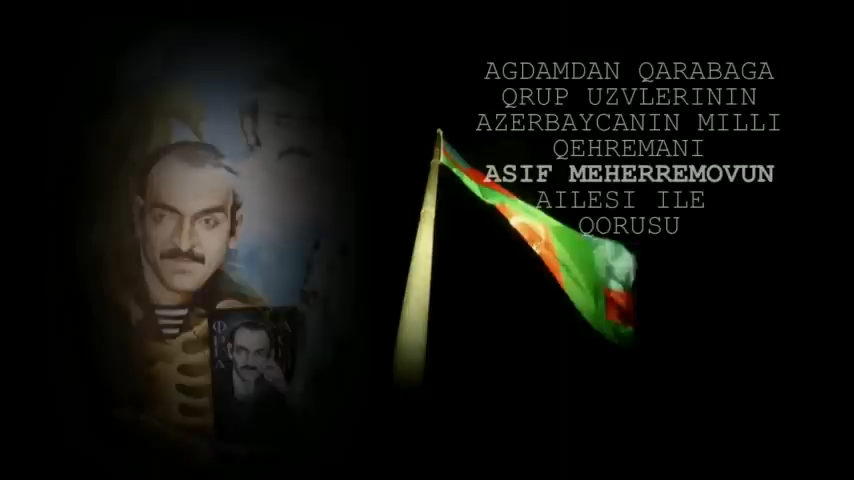 AGDAMDAN QARABAGA
QRUP UZVLERININ
AZERBAYCANIN MILLI
QEHREMANI
ASIF MEHERREMOVUN
AILESI ILE
QORUSU